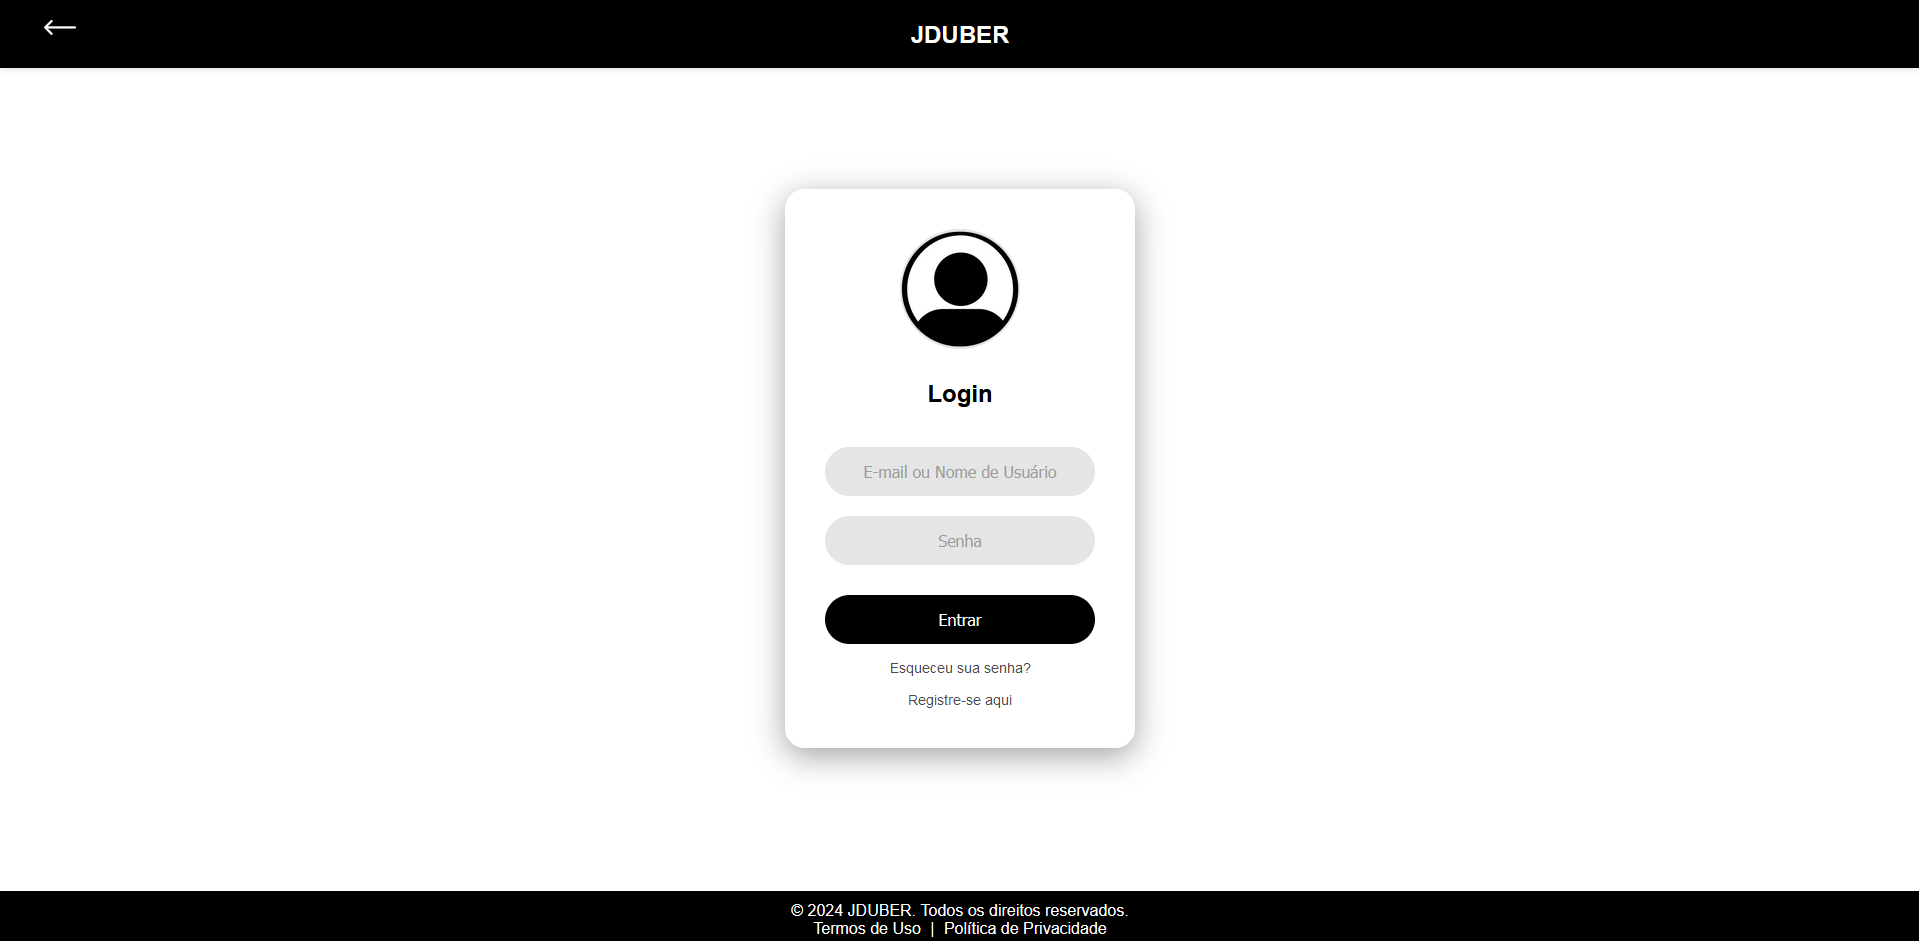 JDUBER
Login
E-mail ou Nome de Usuário
Senha
Entrar
Esqueceu sua senha?
Registre-se aqui
© 2024 JDUBER. Todos os direitos reservados.
Termos de Uso | Política de Privacidade